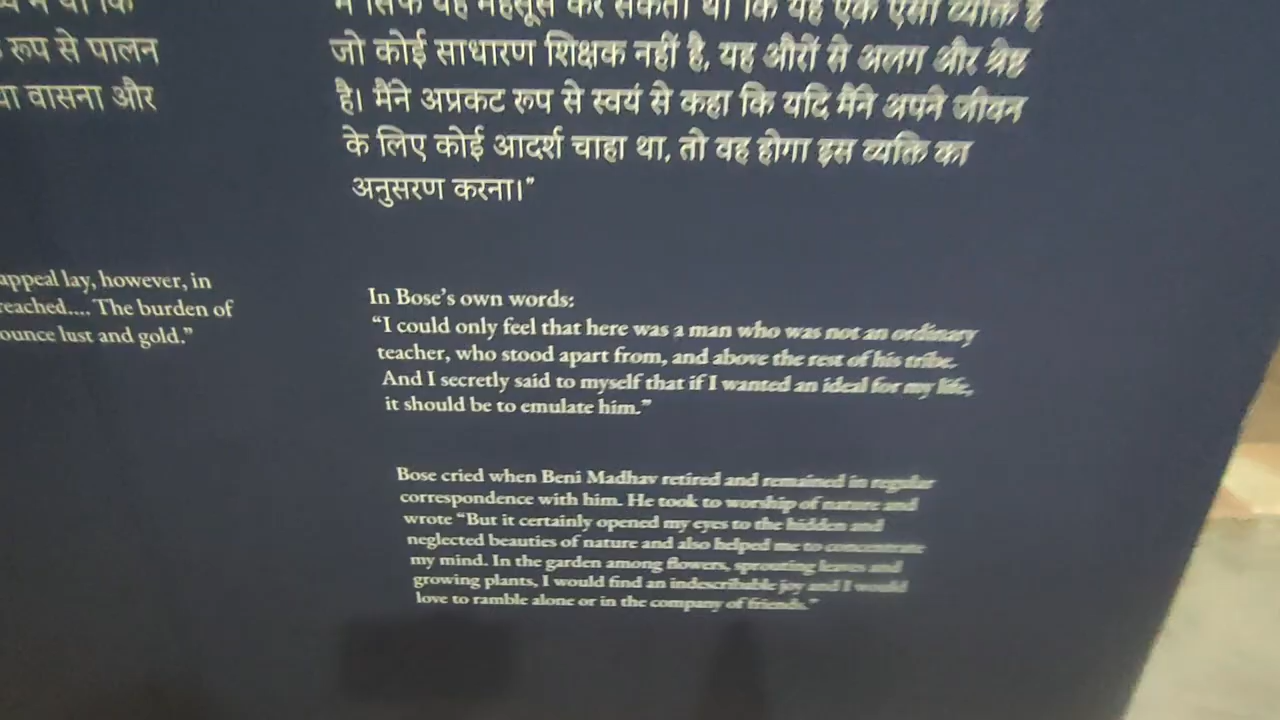 रूप से पालन
वासना और
में सिर्फ यह महसूस कर सकता था कि यह एक ऐसा व्यक्ति है
जो कोई साधारण शिक्षक नहीं है, यह औरों से अलग और श्रेष्ठ
है। मैंने अप्रकट रूप से स्वयं से कहा कि यदि मैंने अपने जीवन
के लिए कोई आदर्श चाहा था, तो वह होगा इस व्यक्ति का
अनुसरण करना।”
appeal lay, however, in
reached.... The burden of
ounce lust and gold.”
In Bose’s own words:
“I could only feel that here was a man who was not an ordinary
teacher, who stood apart from, and above the rest of his tribe.
And I secretly said to myself that if I wanted an ideal for my life,
it should be to emulate him.”
Bose cried when Beni Madhav retired and remained in regular
correspondence with him. He took to worship of nature and
wrote “But it certainly opened my eyes to the hidden and
neglected beauties of nature and also helped me to concentrate
my mind. In the garden among flowers, sprouting leaves and
growing plants, I would find an indescribable joy and I would
love to ramble alone or in the company of friends.”